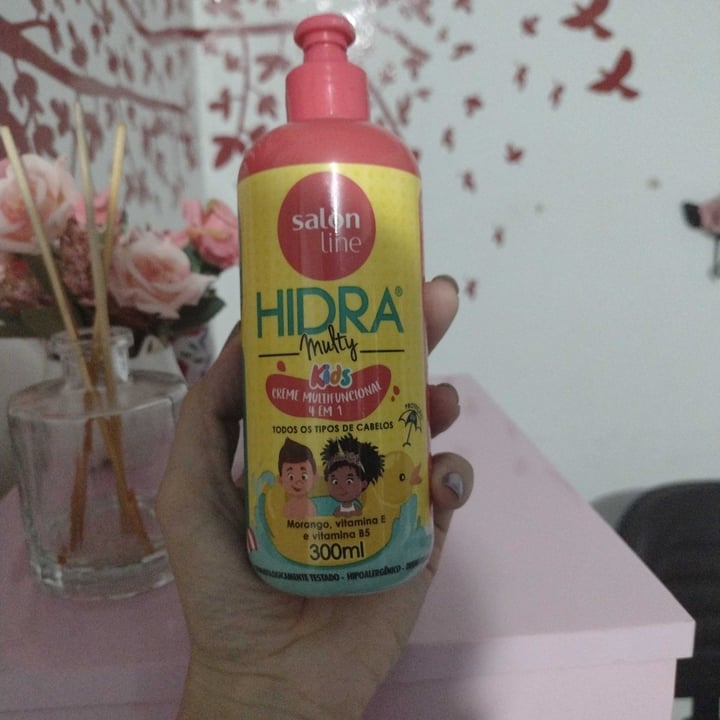 salon
line
HIDRA®
Multy
Kids
CREME MULTIFUNCIONAL
4 EM 1
TODOS OS TIPOS DE CABELOS
Morango, vitamina E
e vitamina B5
300ml
TESTADO - HIPOALERGÊNICO -